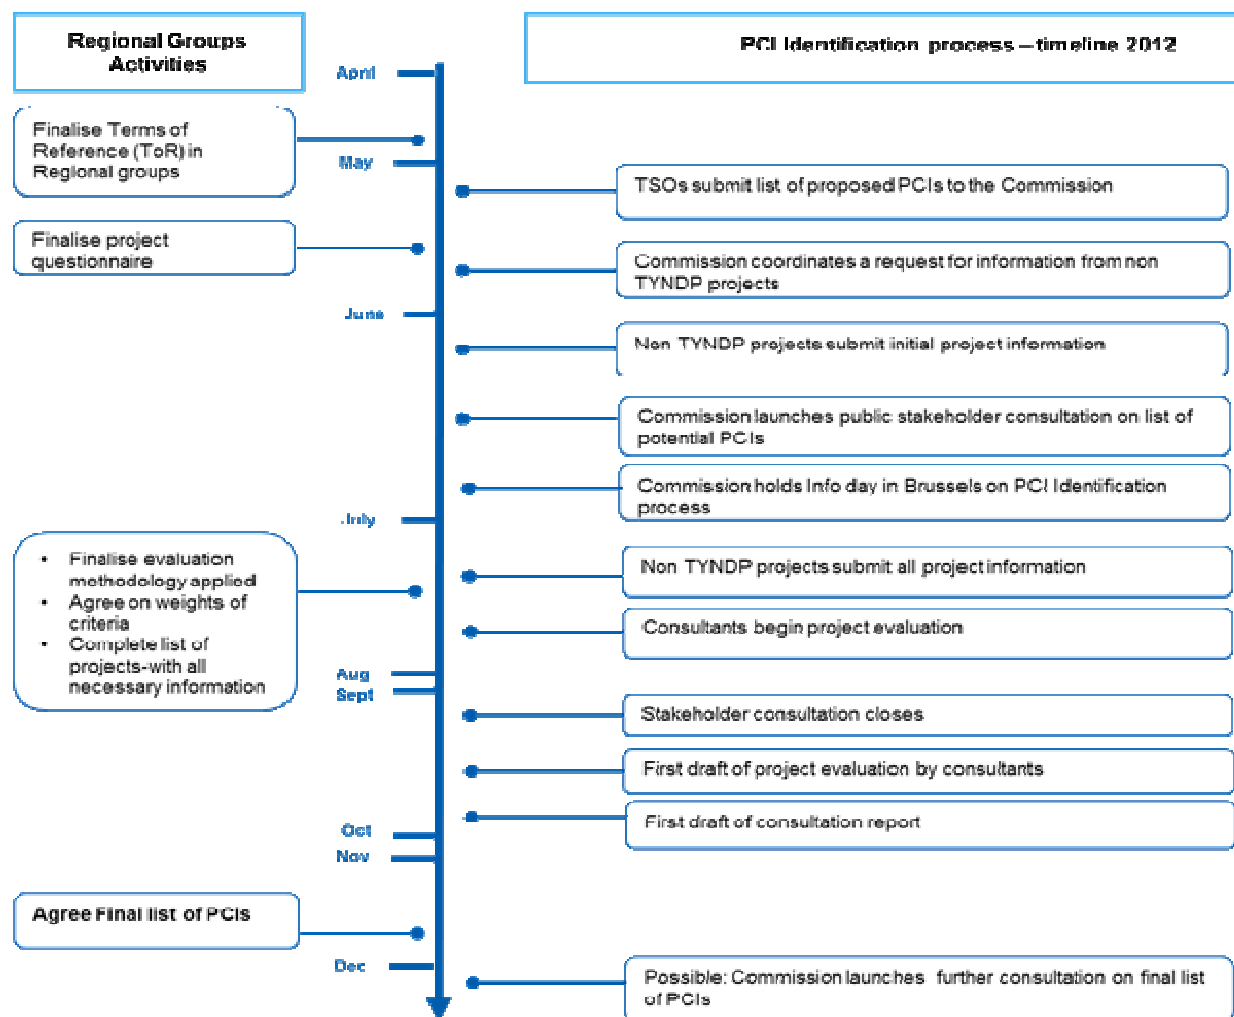 Regional Groups
Activities
PCI Identification process – timeline 2012
April
Finalise Terms of
Reference (ToR) in
Regional groups
May
TSOs submit list of proposed PCIs to the Commission
Finalise project
questionnaire
Commission coordinates a request for information from non
TYNDP projects
June
Non TYNDP projects submit initial project information
Commission launches public stakeholder consultation on list of
potential PCIs
Commission holds Info day in Brussels on PCI Identification
process
July
• Finalise evaluation
methodology applied
• Agree on weights of
criteria
• Complete list of
projects-with all
necessary information
Non TYNDP projects submit all project information
Consultants begin project evaluation
Aug
Sept
Stakeholder consultation closes
First draft of project evaluation by consultants
First draft of consultation report
Oct
Nov
Agree Final list of PCIs
Dec
Possible: Commission launches further consultation on final list
of PCIs